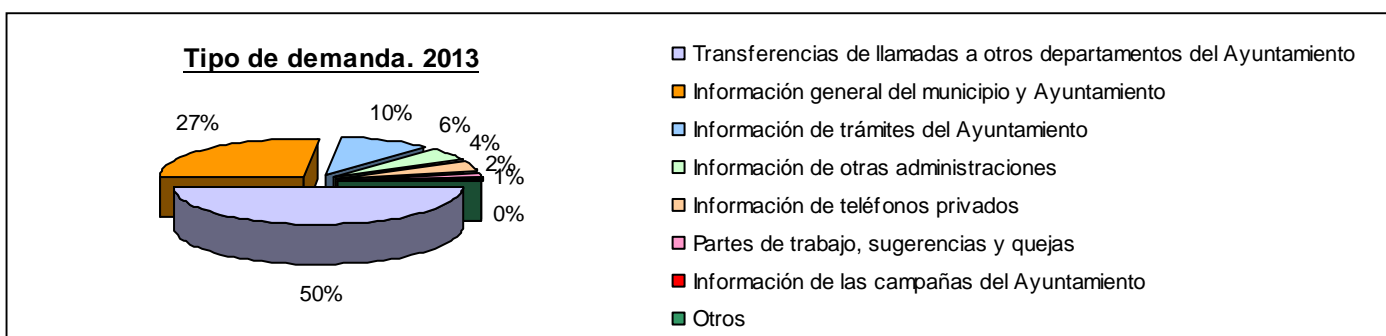 Tipo de demanda. 2013
27%
10%
6%
4%
2%
1%
0%
50%
Transferencias de llamadas a otros departamentos del Ayuntamiento
Información general del municipio y Ayuntamiento
Información de trámites del Ayuntamiento
Información de otras administraciones
Información de teléfonos privados
Partes de trabajo, sugerencias y quejas
Información de las campañas del Ayuntamiento
Otros